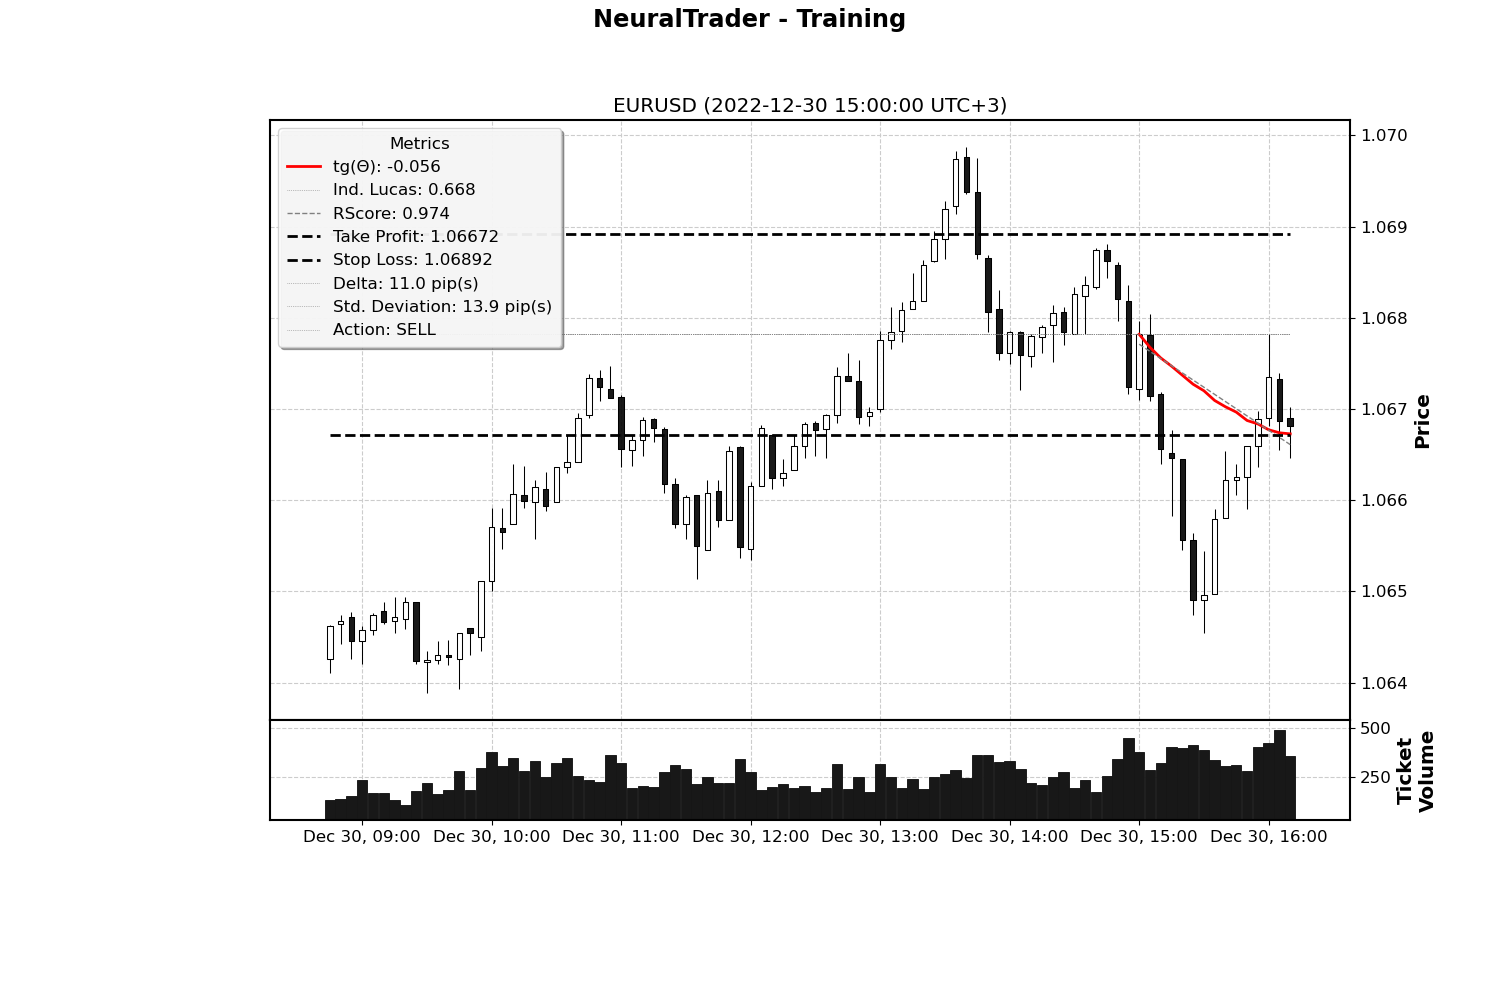 NeuralTrader - Training
EURUSD (2022-12-30 15:00:00 UTC+3)
Metrics
tg(Θ): -0.056
Ind. Lucas: 0.668
RScore: 0.974
Take Profit: 1.06672
Stop Loss: 1.06892
Delta: 11.0 pip(s)
Std. Deviation: 13.9 pip(s)
Action: SELL
1.070
1.069
1.068
1.067
1.066
1.065
1.064
Price
500
250
Ticket
Volume
Dec 30, 09:00 Dec 30, 10:00 Dec 30, 11:00 Dec 30, 12:00 Dec 30, 13:00 Dec 30, 14:00 Dec 30, 15:00 Dec 30, 16:00